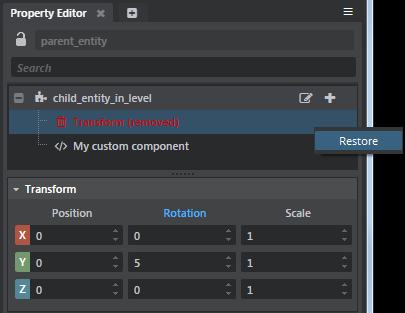 Property Editor
parent_entity
Search
child_entity_in_level
Transform (removed)
Restore
My custom component
Transform
Position Rotation Scale
X 0 0 1
Y 0 5 1
Z 0 0 1